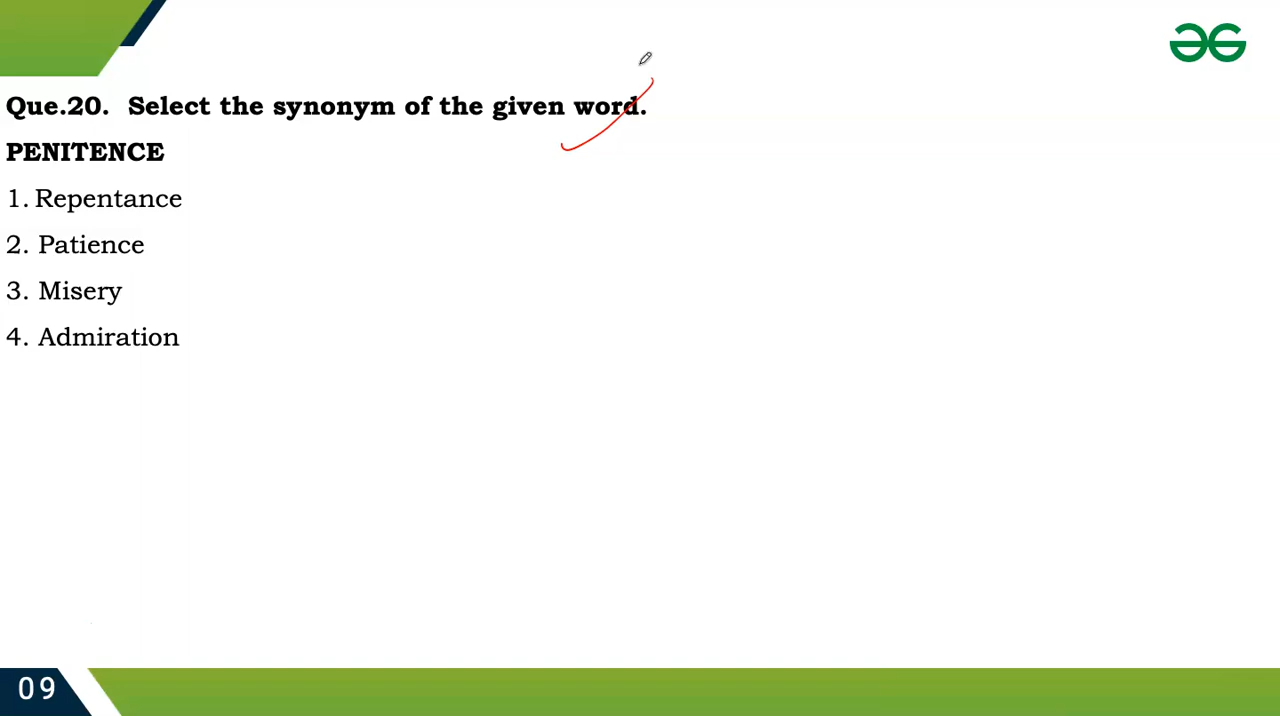 Que.20. Select the synonym of the given word.
PENITENCE
1. Repentance
2. Patience
3. Misery
4. Admiration
09